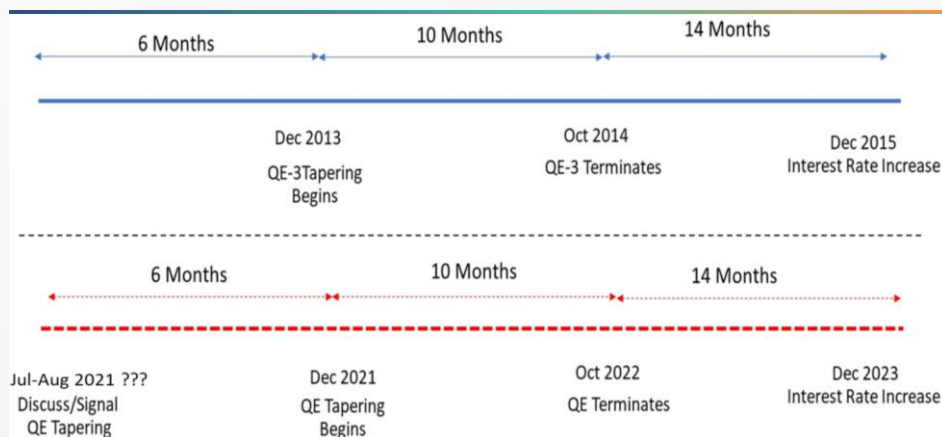 6 Months
10 Months
14 Months
Dec 2013
QE-3Tapering
Begins
Oct 2014
QE-3 Terminates
Dec 2015
Interest Rate Increase
6 Months
10 Months
14 Months
Jul-Aug 2021 ???
Discuss/Signal
QE Tapering
Dec 2021
QE Tapering
Begins
Oct 2022
QE Terminates
Dec 2023
Interest Rate Increase